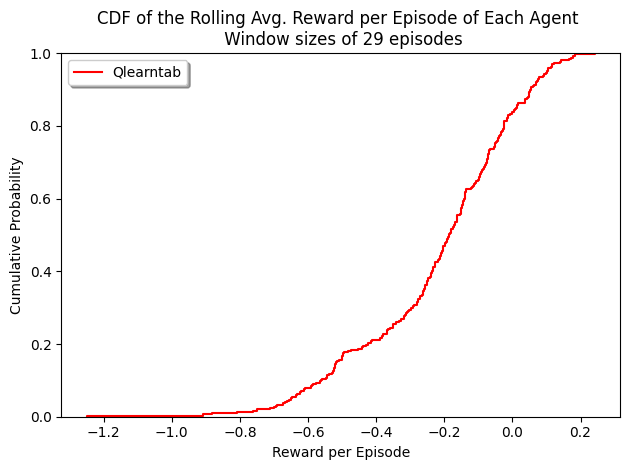 CDF of the Rolling Avg. Reward per Episode of Each Agent
Window sizes of 29 episodes
Qlearntab
Cumulative Probability
1.0
0.8
0.6
0.4
0.2
0.0
−1.2 −1.0 −0.8 −0.6 −0.4 −0.2 0.0 0.2
Reward per Episode